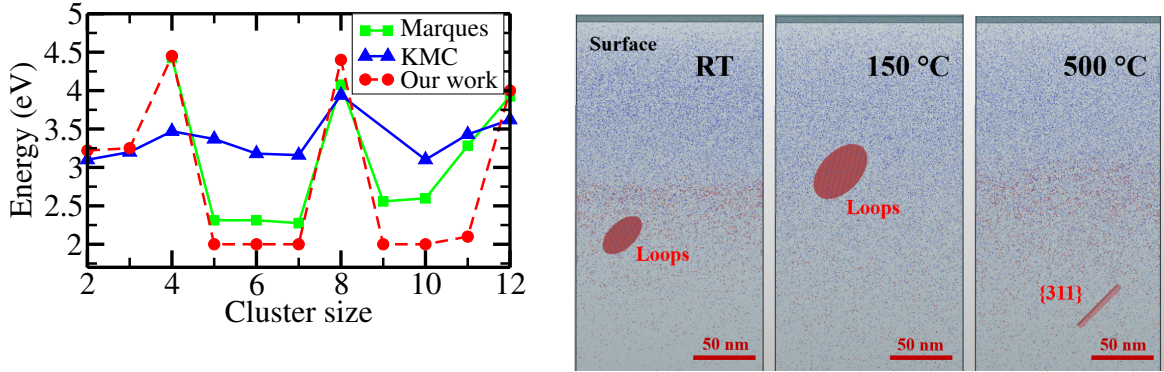 Energy (eV)
4.5
4
3.5
3
2.5
2
2
4
6
8
10
12
Cluster size
Marques
KMC
Our work
Surface
RT
Loops
50 nm
150 °C
Loops
50 nm
500 °C
{311}
50 nm